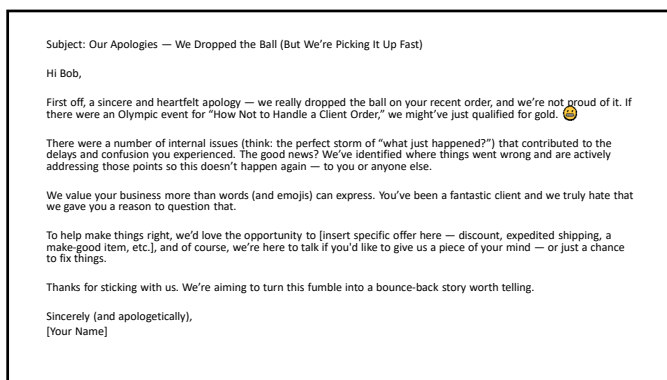 Subject: Our Apologies — We Dropped the Ball (But We’re Picking It Up Fast)
Hi Bob,
First off, a sincere and heartfelt apology — we really dropped the ball on your recent order, and we’re not proud of it. If
there were an Olympic event for “How Not to Handle a Client Order,” we might’ve just qualified for gold. 😬
There were a number of internal issues (think: the perfect storm of “what just happened?”) that contributed to the
delays and confusion you experienced. The good news? We’ve identified where things went wrong and are actively
addressing those points so this doesn’t happen again — to you or anyone else.
We value your business more than words (and emojis) can express. You’ve been a fantastic client and we truly hate that
we gave you a reason to question that.
To help make things right, we’d love the opportunity to [insert specific offer here — discount, expedited shipping, a
make-good item, etc.], and of course, we’re here to talk if you'd like to give us a piece of your mind — or just a chance
to fix things.
Thanks for sticking with us. We’re aiming to turn this fumble into a bounce-back story worth telling.
Sincerely (and apologetically),
[Your Name]